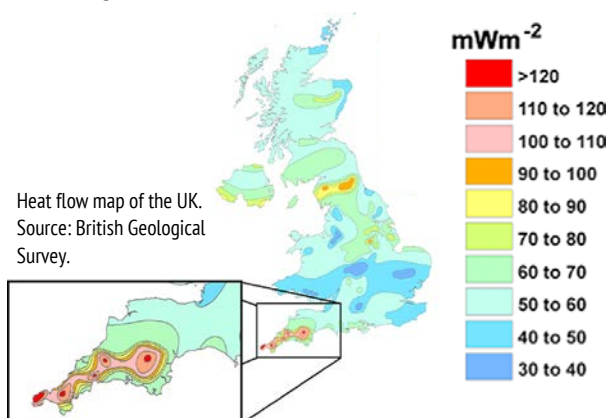 Heat flow map of the UK.
Source: British Geological
Survey.
mWm⁻²
>120
110 to 120
100 to 110
90 to 100
80 to 90
70 to 80
60 to 70
50 to 60
40 to 50
30 to 40